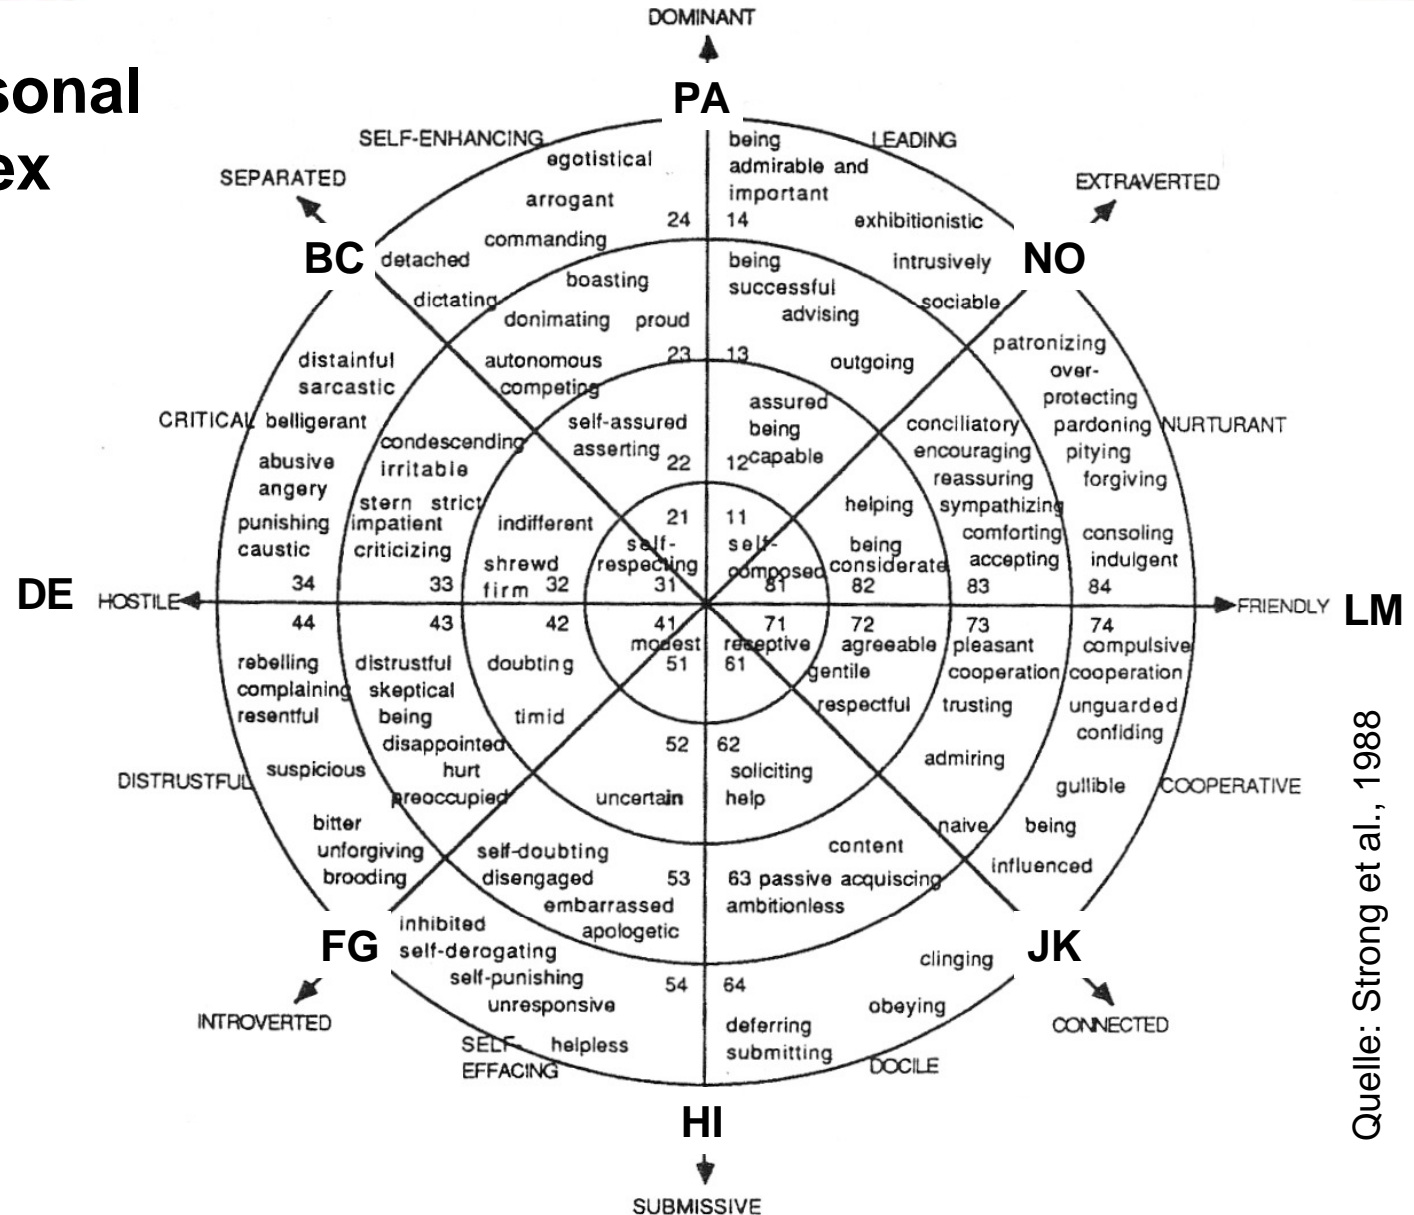 DOMINANT
sonal
ex
PA
SELF-ENHANCING
LEADING
SEPARATED
EXTRAVERTED
BC
NO
egotistical
arrogant
24
commanding
detached
dictating
being
admirable and
important
14
exhibitionistic
intrusively
sociable
boasting
donimating proud
autonomous
23
competing
being
successful
advising
13
outgoing
self-assured
asserting
22
assured
being
12 capable
21
self-
respecting
11
self-
composed
distainful
sarcastic
CRITICAL
belligerant
abusive
angery
punishing
caustic
34
condescending
irritable
stern strict
impatient
criticizing
33
indifferent
shrewd
firm 32
31
patronizing
over-
protecting
pardoning
NURTURANT
pitying
forgiving
consoling
indulgent
84
conciliatory
encouraging
reassuring
sympathizing
comforting
accepting
83
helping
being
considerate
82
81
DE
HOSTILE
FRIENDLY
LM
44
rebelling
complaining
resentful
DISTRUSTFUL
suspicious
bitter
unforgiving
brooding
43
distrustful
skeptical
being
disappointed
hurt
preoccupied
42
doubting
timid
41
modest
51
71
receptive
61
72
agreeable
gentile
respectful
73
pleasant
cooperation
trusting
admiring
naive
74
compulsive
cooperation
unguarded
confiding
gullible
COOPERATIVE
being
influenced
52
uncertain
62
soliciting
help
self-doubting
disengaged
53
embarrassed
apologetic
content
63 passive acquiscing
ambitionless
FG
JK
inhibited
self-derogating
self-punishing
54
unresponsive
helpless
SELF-
EFFACING
clinging
64
obeying
deferring
submitting
DOCILE
INTROVERTED
CONNECTED
HI
SUBMISSIVE
Quelle: Strong et al., 1988